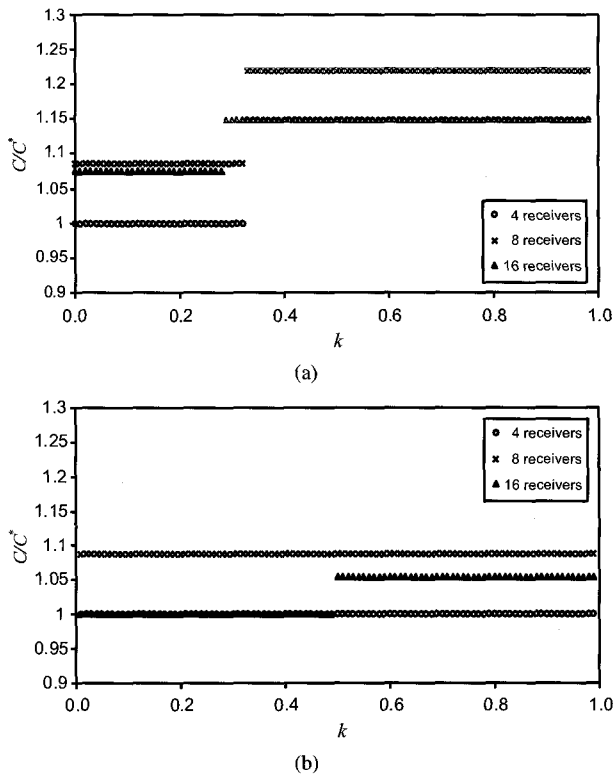 1.3
1.25
1.2
1.15
1.1
1.05
1
0.95
0.9
C/C*
0.0 0.2 0.4 0.6 0.8 1.0
k
4 receivers
8 receivers
16 receivers
(a)
1.3
1.25
1.2
1.15
1.1
1.05
1
0.95
0.9
C/C*
0.0 0.2 0.4 0.6 0.8 1.0
k
4 receivers
8 receivers
16 receivers
(b)